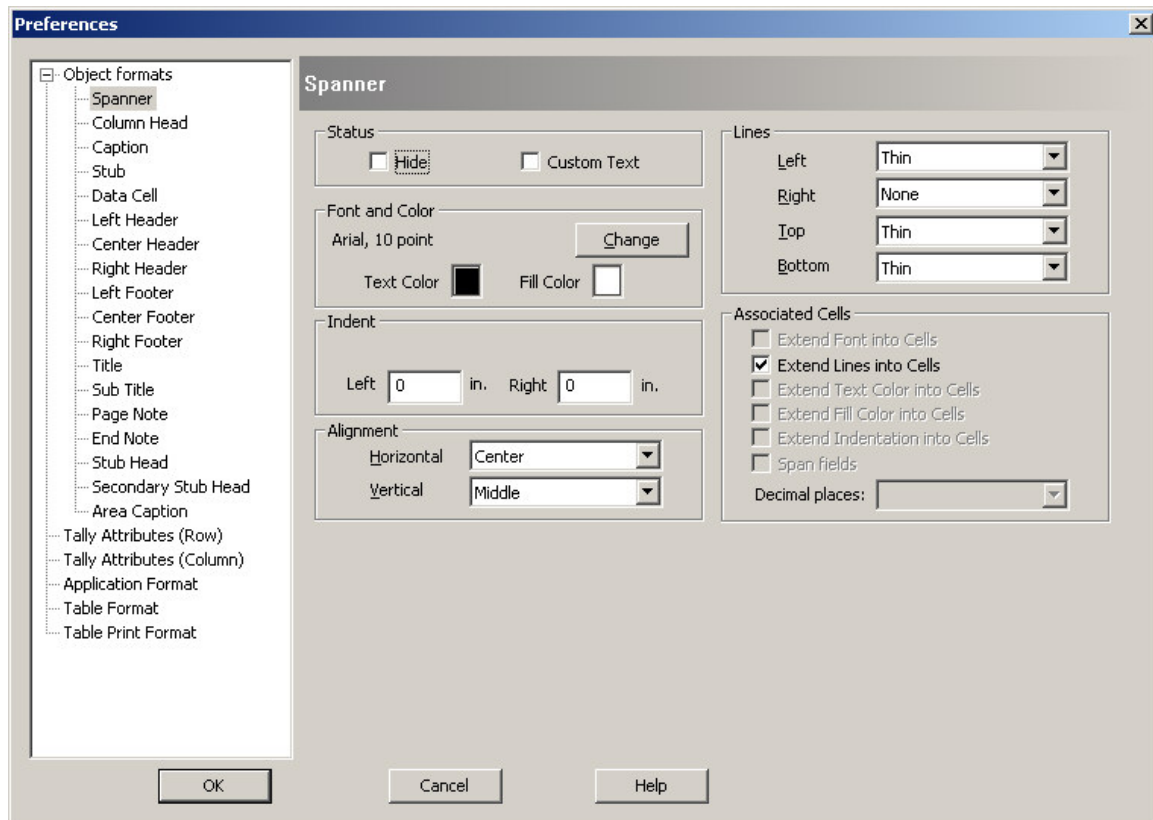 Preferences
Object formats
Spanner
Column Head
Caption
Stub
Data Cell
Left Header
Center Header
Right Header
Left Footer
Center Footer
Right Footer
Title
Sub Title
Page Note
End Note
Stub Head
Secondary Stub Head
Area Caption
Tally Attributes (Row)
Tally Attributes (Column)
Application Format
Table Format
Table Print Format
Spanner
Status
Hide
Custom Text
Font and Color
Arial, 10 point
Change
Text Color
Fill Color
Indent
Left 0 in. Right 0 in.
Alignment
Horizontal Center
Vertical Middle
Lines
Left Thin
Right None
Top Thin
Bottom Thin
Associated Cells
Extend Font into Cells
Extend Lines into Cells
Extend Text Color into Cells
Extend Fill Color into Cells
Extend Indentation into Cells
Span fields
Decimal places:
OK
Cancel
Help